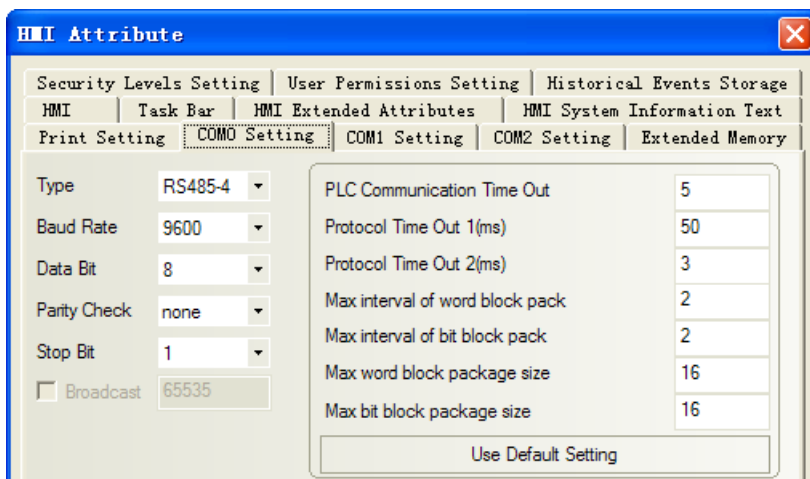 HMI Attribute
Security Levels Setting User Permissions Setting Historical Events Storage
HMI Task Bar HMI Extended Attributes HMI System Information Text
Print Setting COM0 Setting COM1 Setting COM2 Setting Extended Memory
Type RS485-4
Baud Rate 9600
Data Bit 8
Parity Check none
Stop Bit 1
Broadcast 65535
PLC Communication Time Out 5
Protocol Time Out 1(ms) 50
Protocol Time Out 2(ms) 3
Max interval of word block pack 2
Max interval of bit block pack 2
Max word block package size 16
Max bit block package size 16
Use Default Setting